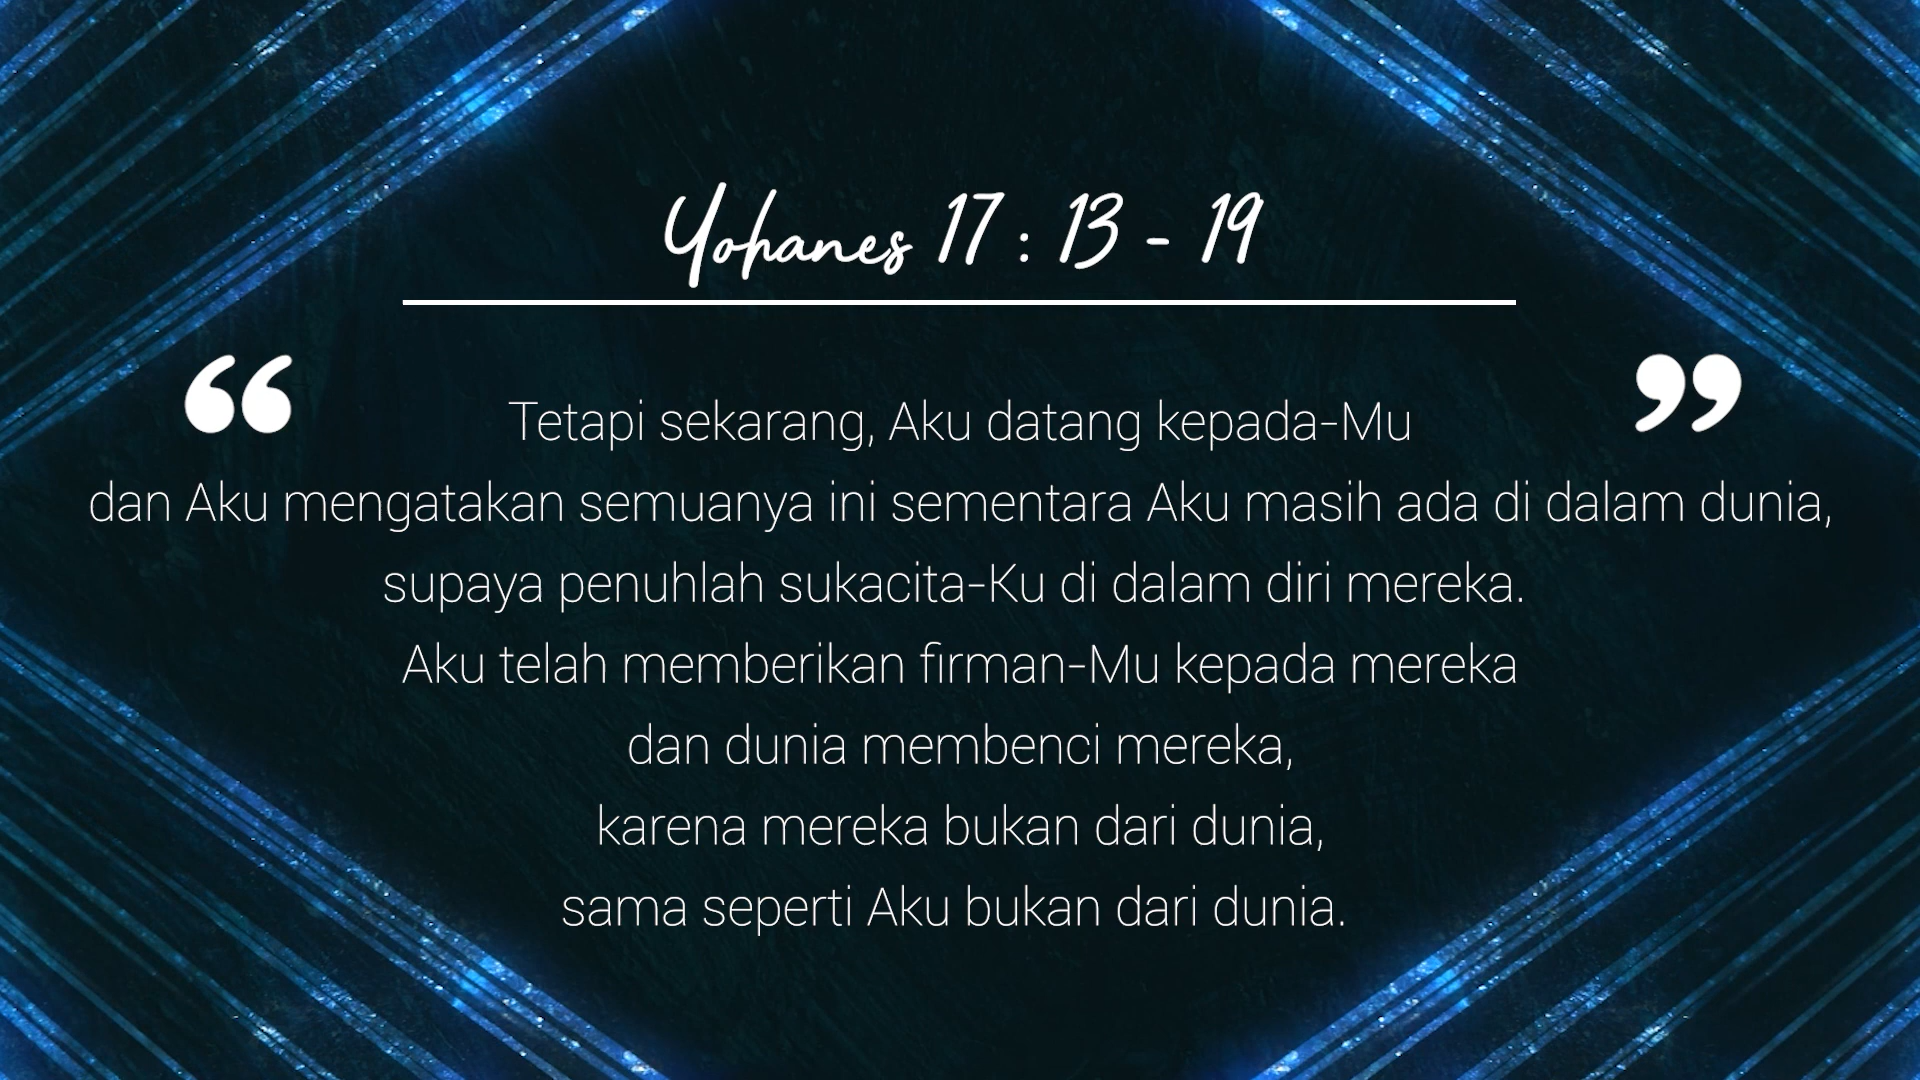 Yohanes 17 : 13 - 19
“ ”
Tetapi sekarang, Aku datang kepada-Mu
dan Aku mengatakan semuanya ini sementara Aku masih ada di dalam dunia,
supaya penuhlah sukacita-Ku di dalam diri mereka.
Aku telah memberikan firman-Mu kepada mereka
dan dunia membenci mereka,
karena mereka bukan dari dunia,
sama seperti Aku bukan dari dunia.